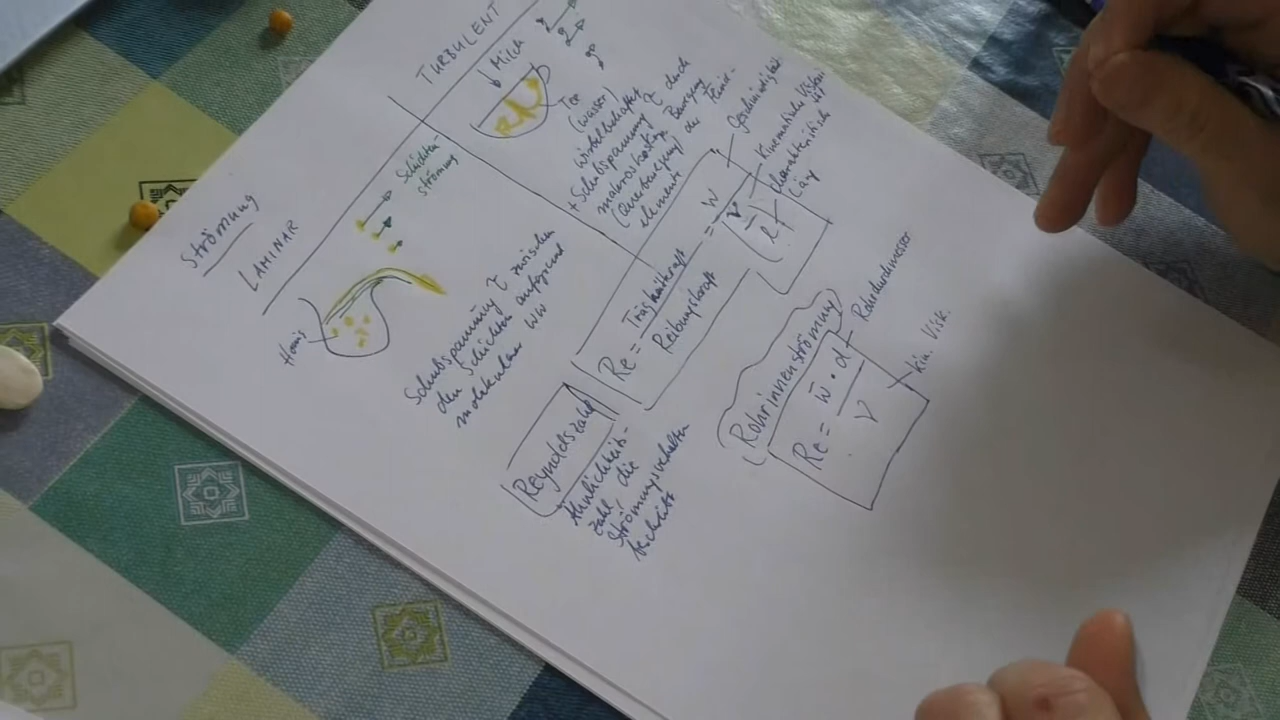 Strömung
LAMINAR
Schichten-
strömung
Honig
Schubspannung τ zwischen
den Schichten aufgrund
molekularer WW
TURBULENT
↓ Milch
Tee
(Wasser)
wirbelbehaftet
+ Schubspannung τ durch
makroskopische Bewegung
(Querbewegung) der Fluid-
elemente
Reynoldszahl
Ähnlichkeits-
zahl, die
Strömungsverhalten
beschreibt
Re = Trägheitskraft / Reibungskraft = w / (ν / l)
Geschwindigkeit
Kinematische Viskosität
charakteristische
Länge
Rohrinnenströmung
Re = w̄ · d / ν
Rohrdurchmesser
kin. Visk.